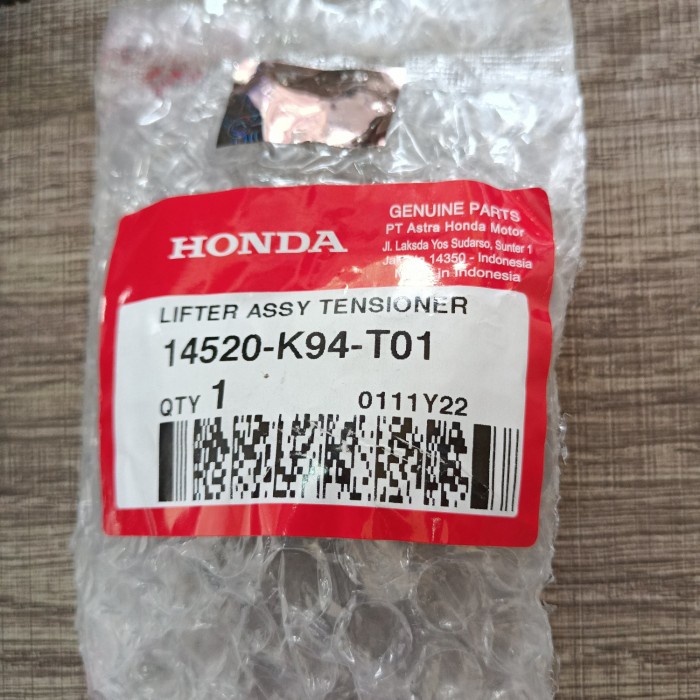 HONDA
GENUINE PARTS
PT Astra Honda Motor
Jl. Laksda Yos Sudarso, Sunter 1
14350 - Indonesia
in Indonesia
LIFTER ASSY TENSIONER
14520-K94-T01
QTY 1
0111Y22